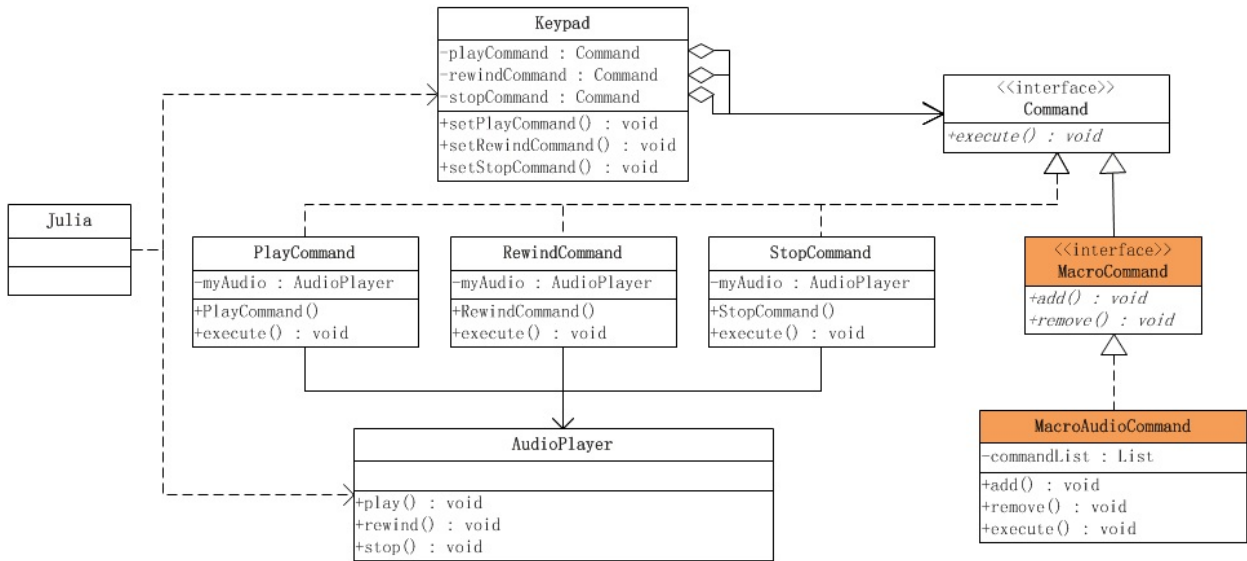 Keypad
-playCommand : Command
-rewindCommand : Command
-stopCommand : Command
+setPlayCommand() : void
+setRewindCommand() : void
+setStopCommand() : void
<<interface>>
Command
+execute() : void
Julia
PlayCommand
-myAudio : AudioPlayer
+PlayCommand()
+execute() : void
RewindCommand
-myAudio : AudioPlayer
+RewindCommand()
+execute() : void
StopCommand
-myAudio : AudioPlayer
+StopCommand()
+execute() : void
<<interface>>
MacroCommand
+add() : void
+remove() : void
AudioPlayer
+play() : void
+rewind() : void
+stop() : void
MacroAudioCommand
-commandList : List
+add() : void
+remove() : void
+execute() : void